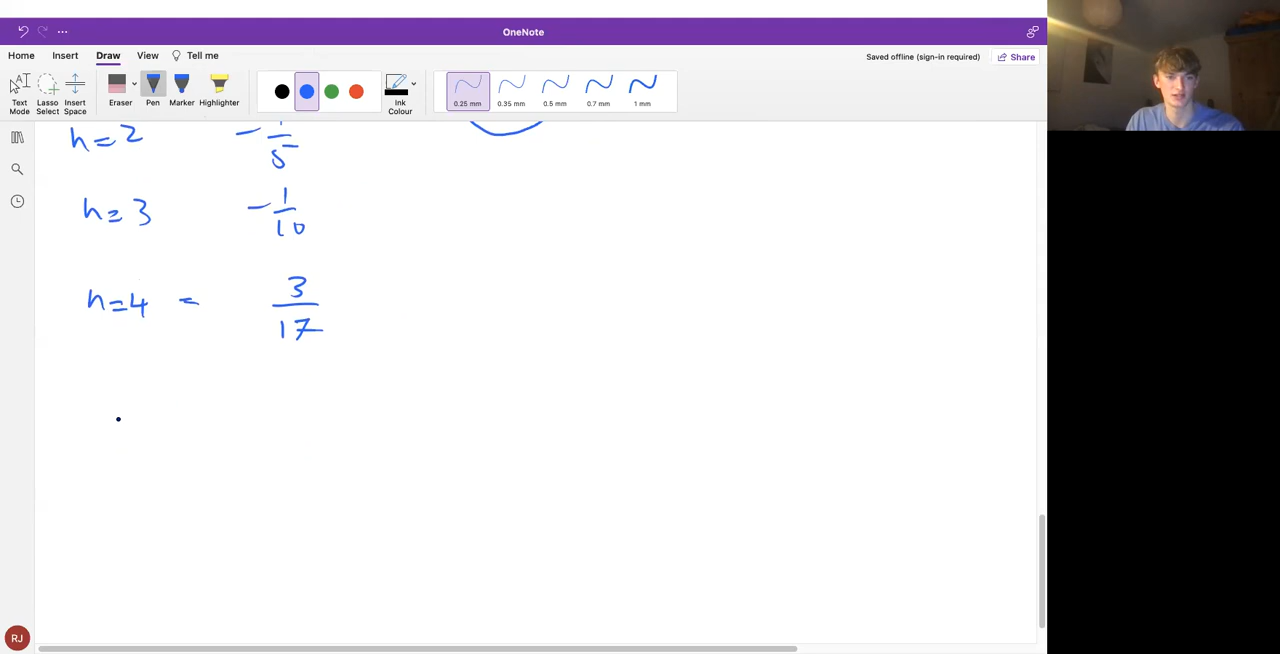 OneNote
Home Insert Draw View Tell me
Saved offline (sign-in required) Share
Text Mode Lasso Select Insert Space Eraser Pen Marker Highlighter Ink Colour 0.25 mm 0.35 mm 0.5 mm 0.7 mm 1 mm
n=2 -1/5
n=3 -1/10
n=4 = 3/17
RJ